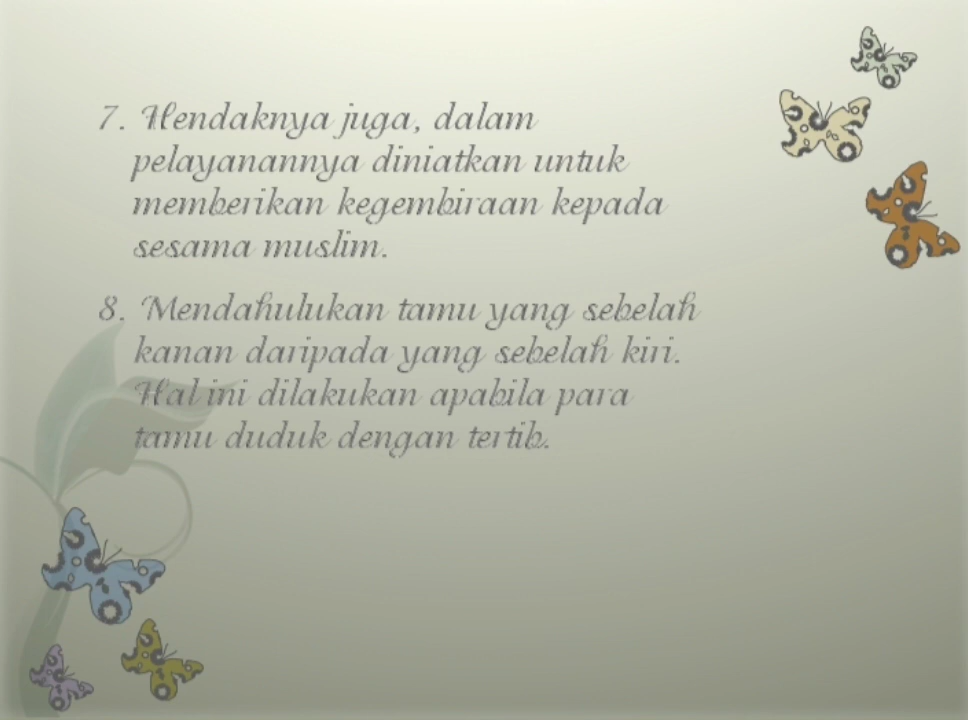 7. Hendaknya juga, dalam
pelayanannya diniatkan untuk
memberikan kegembiraan kepada
sesama muslim.
8. Mendahulukan tamu yang sebelah
kanan daripada yang sebelah kiri.
Hal ini dilakukan apabila para
tamu duduk dengan tertib.